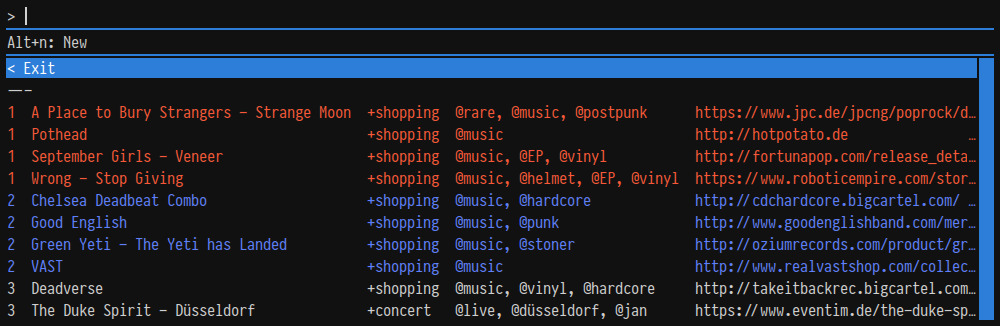 >
Alt+n: New
< Exit
---
1 A Place to Bury Strangers - Strange Moon +shopping @rare, @music, @postpunk https://www.jpc.de/jpcng/poprock/d…
1 Pothead +shopping @music http://hotpotato.de …
1 September Girls - Veneer +shopping @music, @EP, @vinyl http://fortunapop.com/release_deta…
1 Wrong - Stop Giving +shopping @music, @helmet, @EP, @vinyl https://www.roboticempire.com/stor…
2 Chelsea Deadbeat Combo +shopping @music, @hardcore http://cdchardcore.bigcartel.com/ …
2 Good English +shopping @music, @punk http://www.goodenglishband.com/mer…
2 Green Yeti - The Yeti has Landed +shopping @music, @stoner http://oziumrecords.com/product/gr…
2 VAST +shopping @music http://www.realvastshop.com/collec…
3 Deadverse +shopping @music, @vinyl, @hardcore http://takeitbackrec.bigcartel.com…
3 The Duke Spirit - Düsseldorf +concert @live, @düsseldorf, @jan https://www.eventim.de/the-duke-sp…